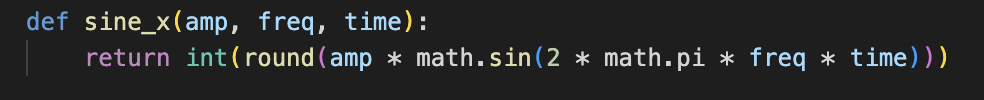 def sine_x(amp, freq, time):
    return int(round(amp * math.sin(2 * math.pi * freq * time)))